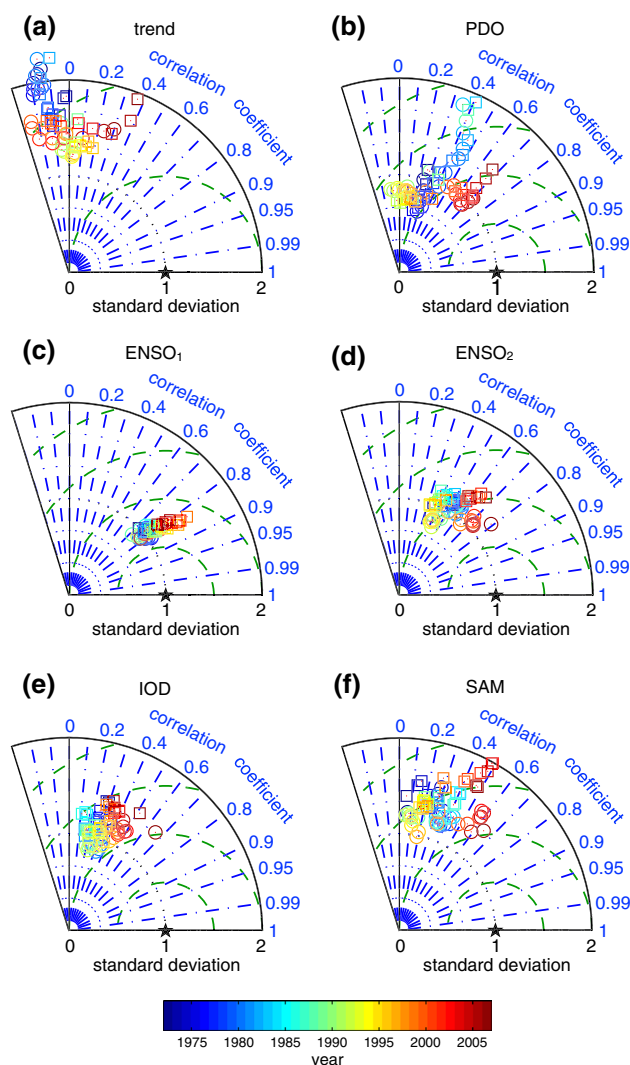 (a) trend
0 0.2 0.4 0.6 0.8 0.9 0.95 0.99 1
correlation coefficient
0 1 2
standard deviation
(b) PDO
0 0.2 0.4 0.6 0.8 0.9 0.95 0.99 1
correlation coefficient
0 1 2
standard deviation
(c) ENSO₁
0 0.2 0.4 0.6 0.8 0.9 0.95 0.99 1
correlation coefficient
0 1 2
standard deviation
(d) ENSO₂
0 0.2 0.4 0.6 0.8 0.9 0.95 0.99 1
correlation coefficient
0 1 2
standard deviation
(e) IOD
0 0.2 0.4 0.6 0.8 0.9 0.95 0.99 1
correlation coefficient
0 1 2
standard deviation
(f) SAM
0 0.2 0.4 0.6 0.8 0.9 0.95 0.99 1
correlation coefficient
0 1 2
standard deviation
1975 1980 1985 1990 1995 2000 2005
year